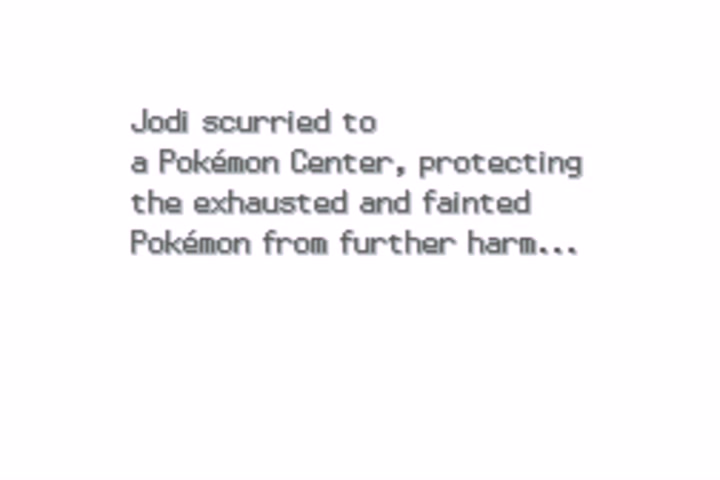 Jodi scurried to
a Pokémon Center, protecting
the exhausted and fainted
Pokémon from further harm...